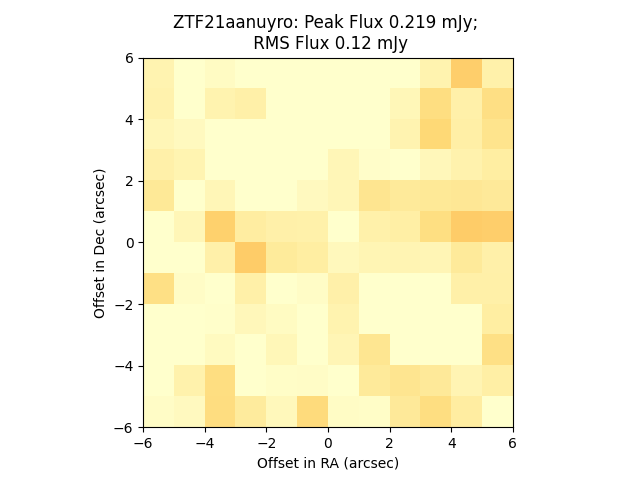 ZTF21aanuyro: Peak Flux 0.219 mJy;
RMS Flux 0.12 mJy
6
4
2
0
−2
−4
−6
Offset in Dec (arcsec)
−6 −4 −2 0 2 4 6
Offset in RA (arcsec)